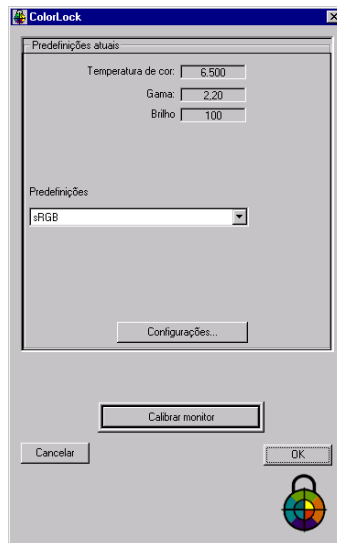 ColorLock
Predefinições atuais
Temperatura de cor: 6.500
Gama: 2,20
Brilho 100
Predefinições
sRGB
Configurações...
Calibrar monitor
Cancelar
OK